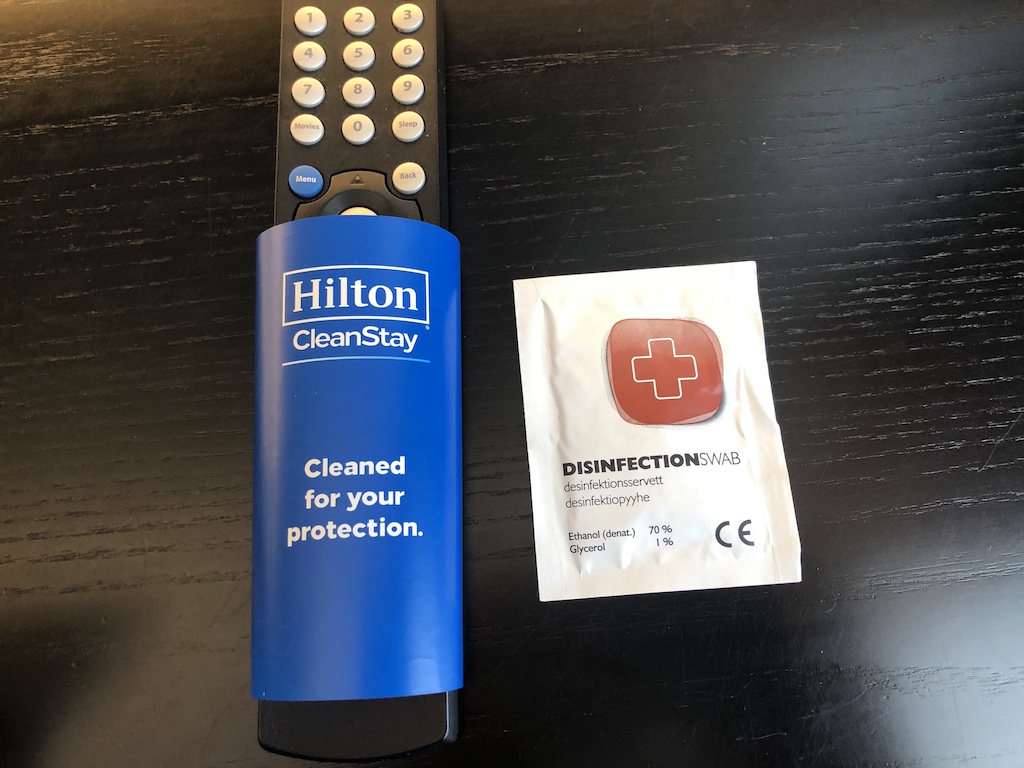 1 2 3
4 5 6
7 8 9
Movies 0 Sleep
Menu Back
Hilton
CleanStay
Cleaned
for your
protection.
DISINFECTIONSWAB
desinfektionsservett
desinfektiopyyhe
Ethanol (denat.) 70 %
Glycerol 1 %
CE